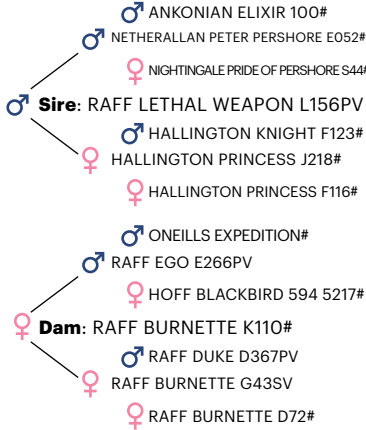 ANKONIAN ELIXIR 100#
NETHERALLAN PETER PERSHORE E052#
NIGHTINGALE PRIDE OF PERSHORE S44#
Sire: RAFF LETHAL WEAPON L156PV
HALLINGTON KNIGHT F123#
HALLINGTON PRINCESS J218#
HALLINGTON PRINCESS F116#
ONEILLS EXPEDITION#
RAFF EGO E266PV
HOFF BLACKBIRD 594 5217#
Dam: RAFF BURNETTE K110#
RAFF DUKE D367PV
RAFF BURNETTE G43SV
RAFF BURNETTE D72#